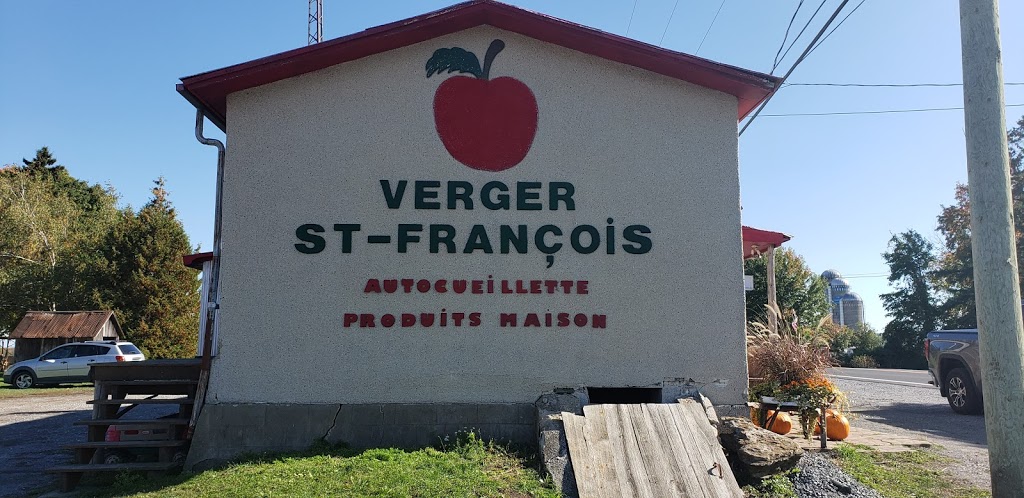 VERGER
ST-FRANÇOiS
AUTOCUEiLLETTE
PRODUiTS MAiSON